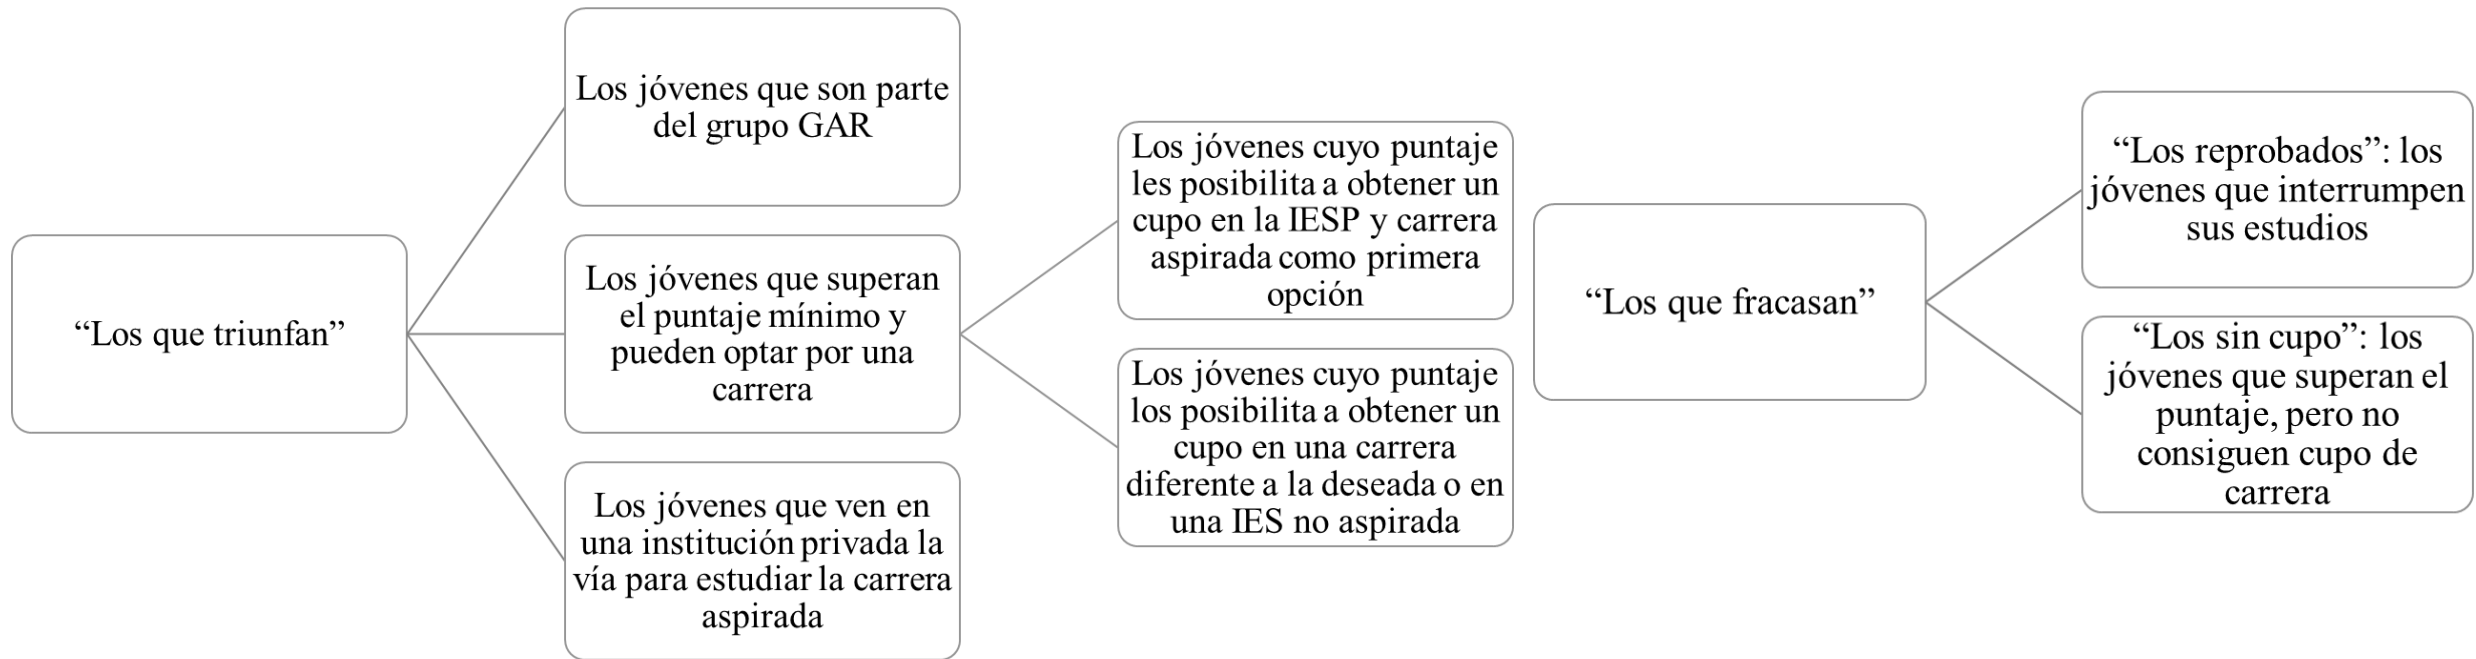 “Los que triunfan”
Los jóvenes que son parte
del grupo GAR
Los jóvenes que superan
el puntaje mínimo y
pueden optar por una
carrera
Los jóvenes que ven en
una institución privada la
vía para estudiar la carrera
aspirada
Los jóvenes cuyo puntaje
les posibilita a obtener un
cupo en la IESP y carrera
aspirada como primera
opción
Los jóvenes cuyo puntaje
los posibilita a obtener un
cupo en una carrera
diferente a la deseada o en
una IES no aspirada
“Los que fracasan”
“Los reprobados”: los
jóvenes que interrumpen
sus estudios
“Los sin cupo”: los
jóvenes que superan el
puntaje, pero no
consiguen cupo de
carrera